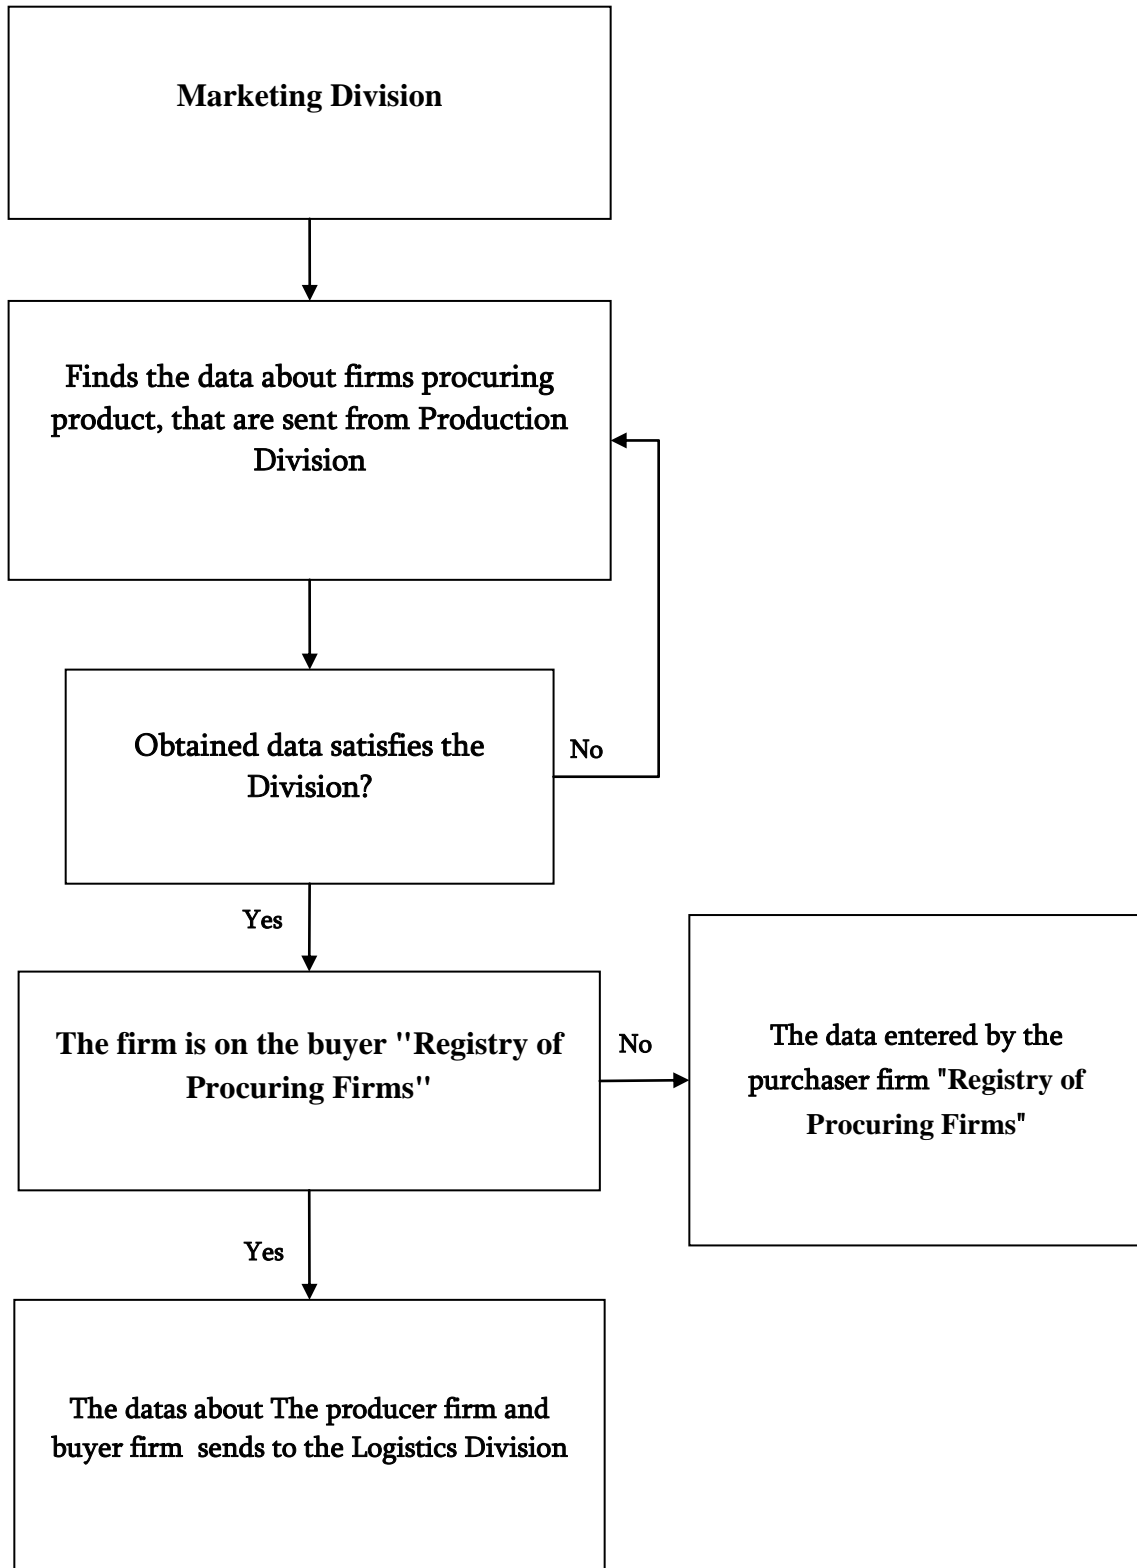 Marketing Division
Finds the data about firms procuring
product, that are sent from Production
Division
Obtained data satisfies the
Division?
No
Yes
The firm is on the buyer "Registry of
Procuring Firms"
No
The data entered by the
purchaser firm "Registry of
Procuring Firms"
Yes
The datas about The producer firm and
buyer firm  sends to the Logistics Division